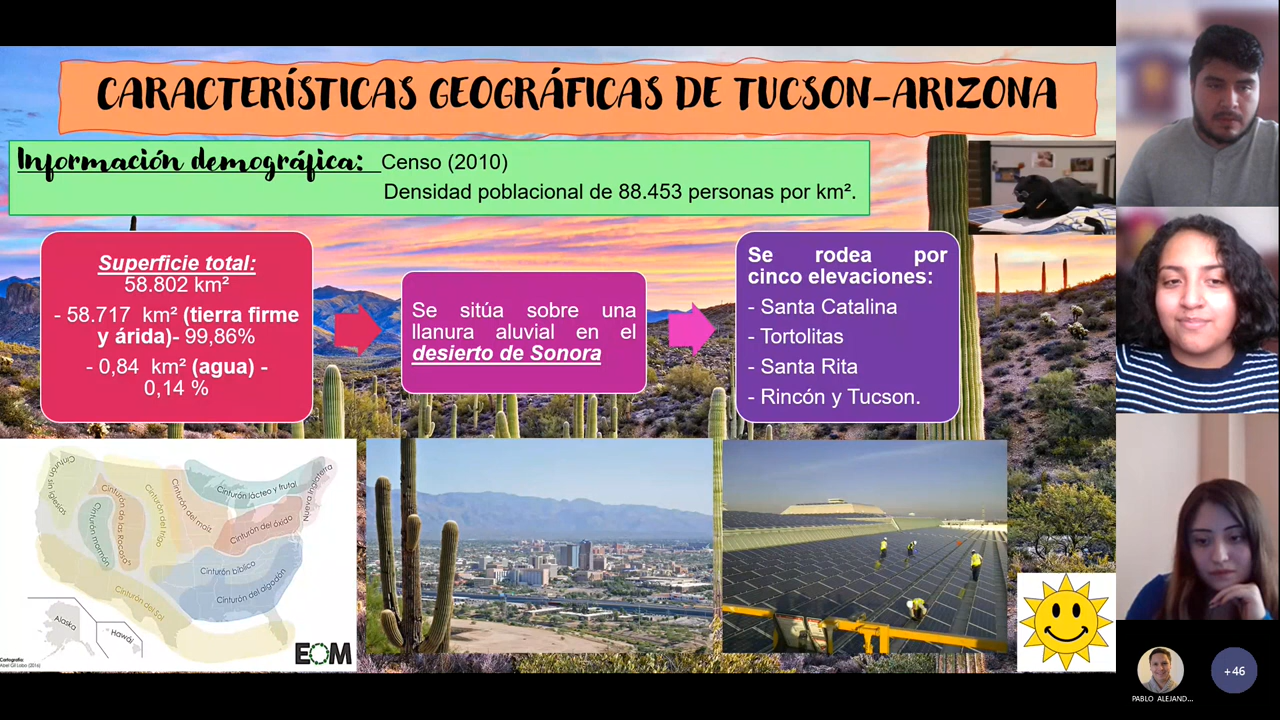 CARACTERÍSTICAS GEOGRÁFICAS DE TUCSON-ARIZONA
Información demográfica: Censo (2010)
Densidad poblacional de 88.453 personas por km².
Superficie total:
58.802 km²
- 58.717 km² (tierra firme
y árida)- 99,86%
- 0,84 km² (agua) -
0,14 %
Se sitúa sobre una
llanura aluvial en el
desierto de Sonora
Se rodea por
cinco elevaciones:
- Santa Catalina
- Tortolitas
- Santa Rita
- Rincón y Tucson.
Cinturón sin iglesias
Cinturón mormón
Cinturón de las Rocosas
Cinturón del trigo
Cinturón del maíz
Cinturón lácteo y frutal
Nueva Inglaterra
Cinturón del óxido
Cinturón bíblico
Cinturón del algodón
Cinturón del Sol
Alaska
Hawái
Cartografía:
Abel Gil Lobo (2016)
EOM
PABLO ALEJAND...
+46